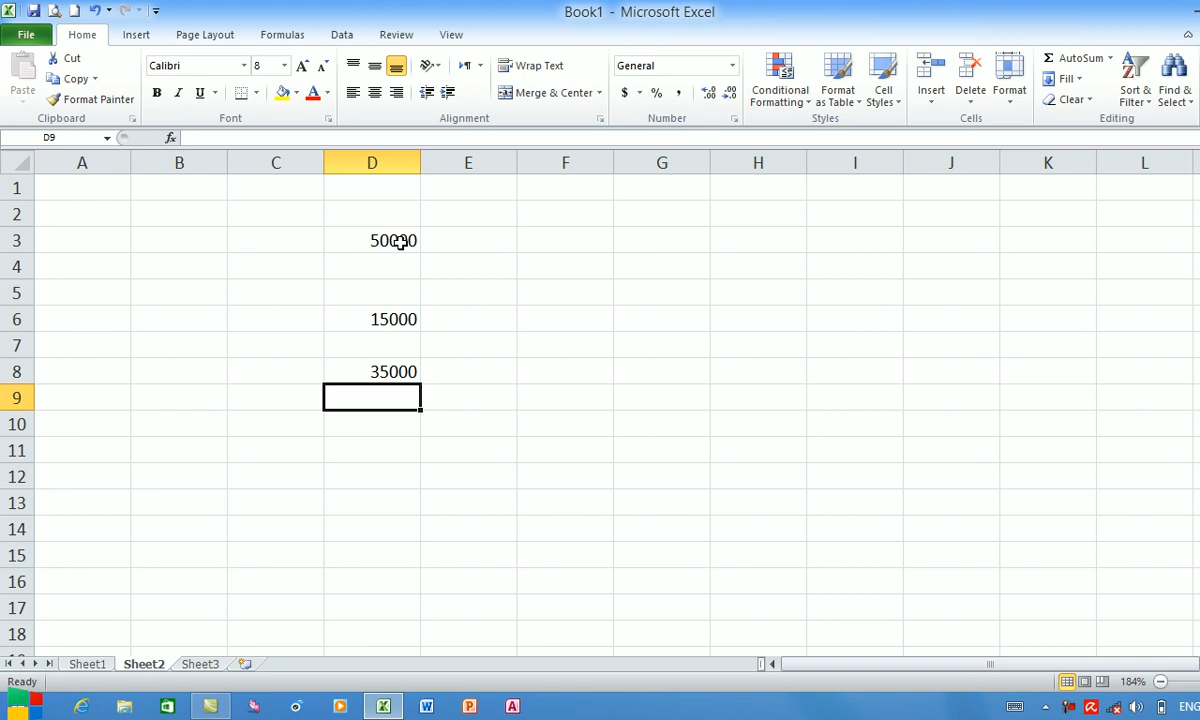 Book1 - Microsoft Excel
File Home Insert Page Layout Formulas Data Review View
Paste
Cut
Copy
Format Painter
Clipboard
Calibri 8
B I U
Font
Wrap Text
Merge & Center
Alignment
General
$ % ,
Number
Conditional Formatting
Format as Table
Cell Styles
Styles
Insert Delete Format
Cells
Σ AutoSum
Fill
Clear
Sort & Filter
Find & Select
Editing
D9 fx
A B C D E F G H I J K L
1
2
3 50000
4
5
6 15000
7
8 35000
9
10
11
12
13
14
15
16
17
18
Sheet1 Sheet2 Sheet3
Ready 184%
ENG